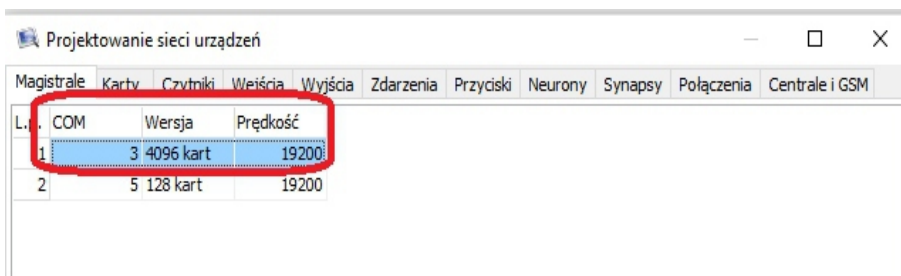 Projektowanie sieci urządzeń
Magistrale Karty Czytniki Wejścia Wyjścia Zdarzenia Przyciski Neurony Synapsy Połączenia Centrale i GSM
L.p. COM Wersja Prędkość
1 3 4096 kart 19200
2 5 128 kart 19200